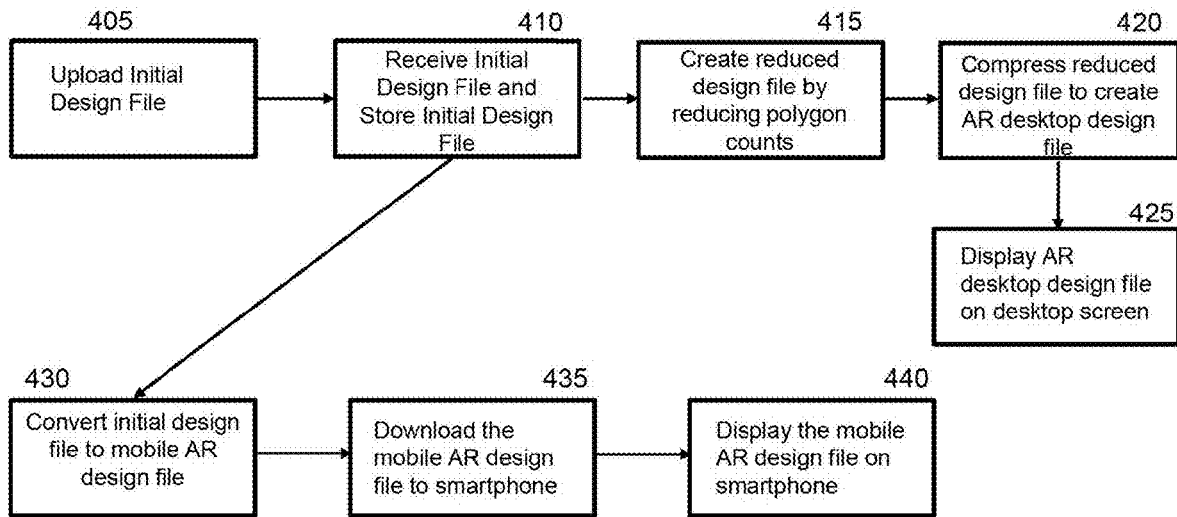 405
Upload Initial
Design File
410
Receive Initial
Design File and
Store Initial Design
File
415
Create reduced
design file by
reducing polygon
counts
420
Compress reduced
design file to create
AR desktop design
file
425
Display AR
desktop design file
on desktop screen
430
Convert initial design
file to mobile AR
design file
435
Download the
mobile AR design
file to smartphone
440
Display the mobile
AR design file on
smartphone